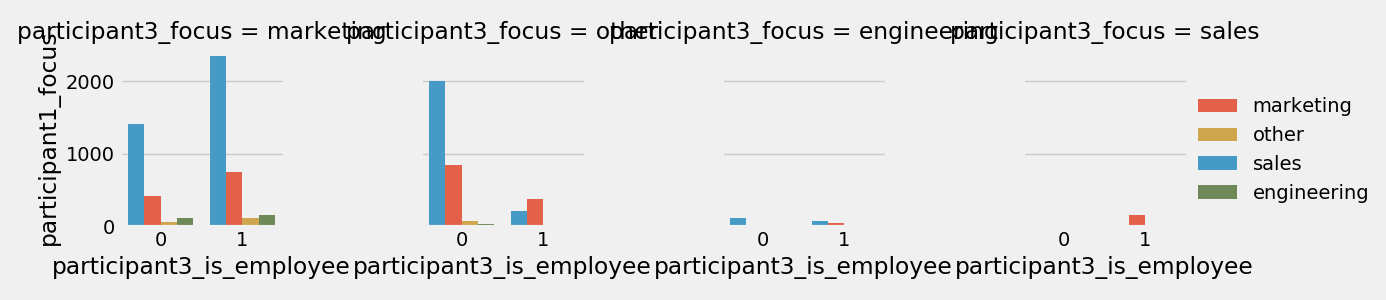 participant3_focus = marketing
participant3_focus = other
participant3_focus = engineering
participant3_focus = sales
participant1_focus
2000
1000
0
0 1
0 1
0 1
0 1
participant3_is_employee
participant3_is_employee
participant3_is_employee
participant3_is_employee
marketing
other
sales
engineering